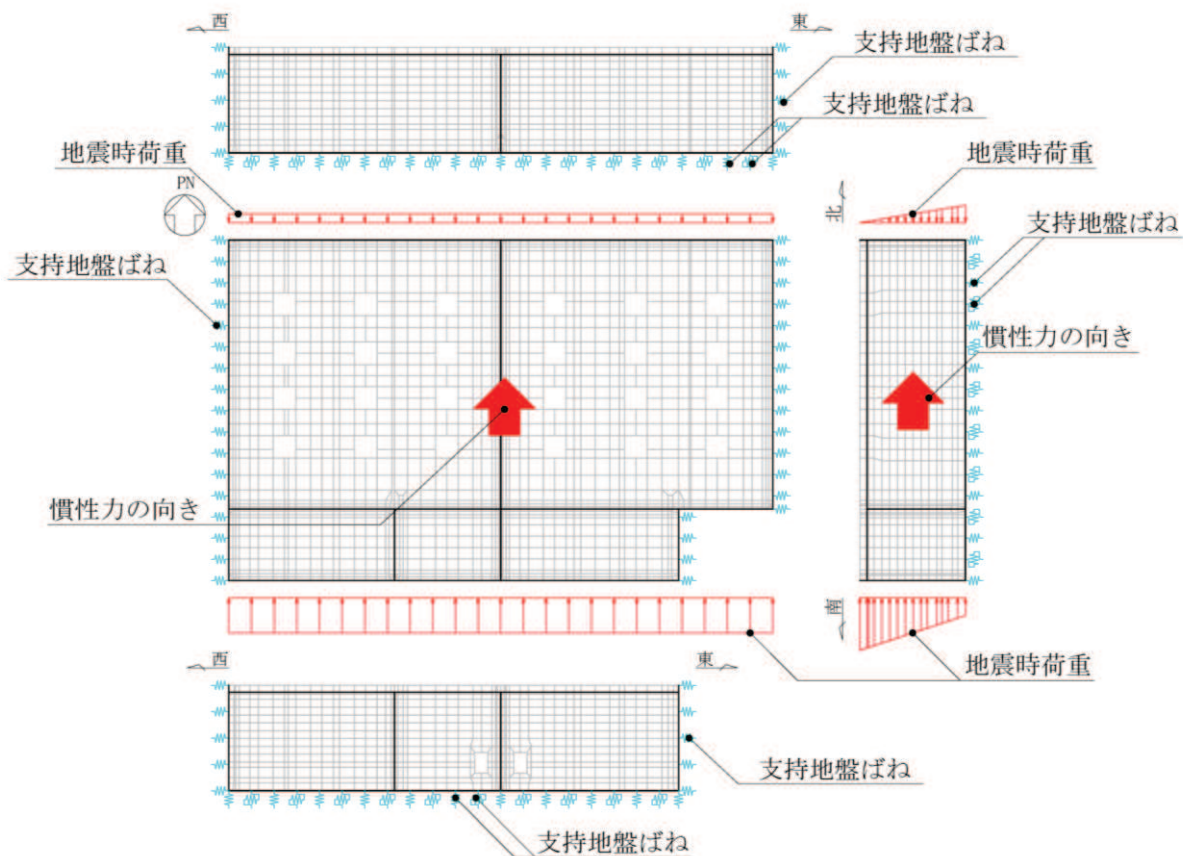 西
東
支持地盤ばね
支持地盤ばね
地震時荷重
地震時荷重
PN
北
支持地盤ばね
支持地盤ばね
慣性力の向き
慣性力の向き
南
地震時荷重
西
東
支持地盤ばね
支持地盤ばね